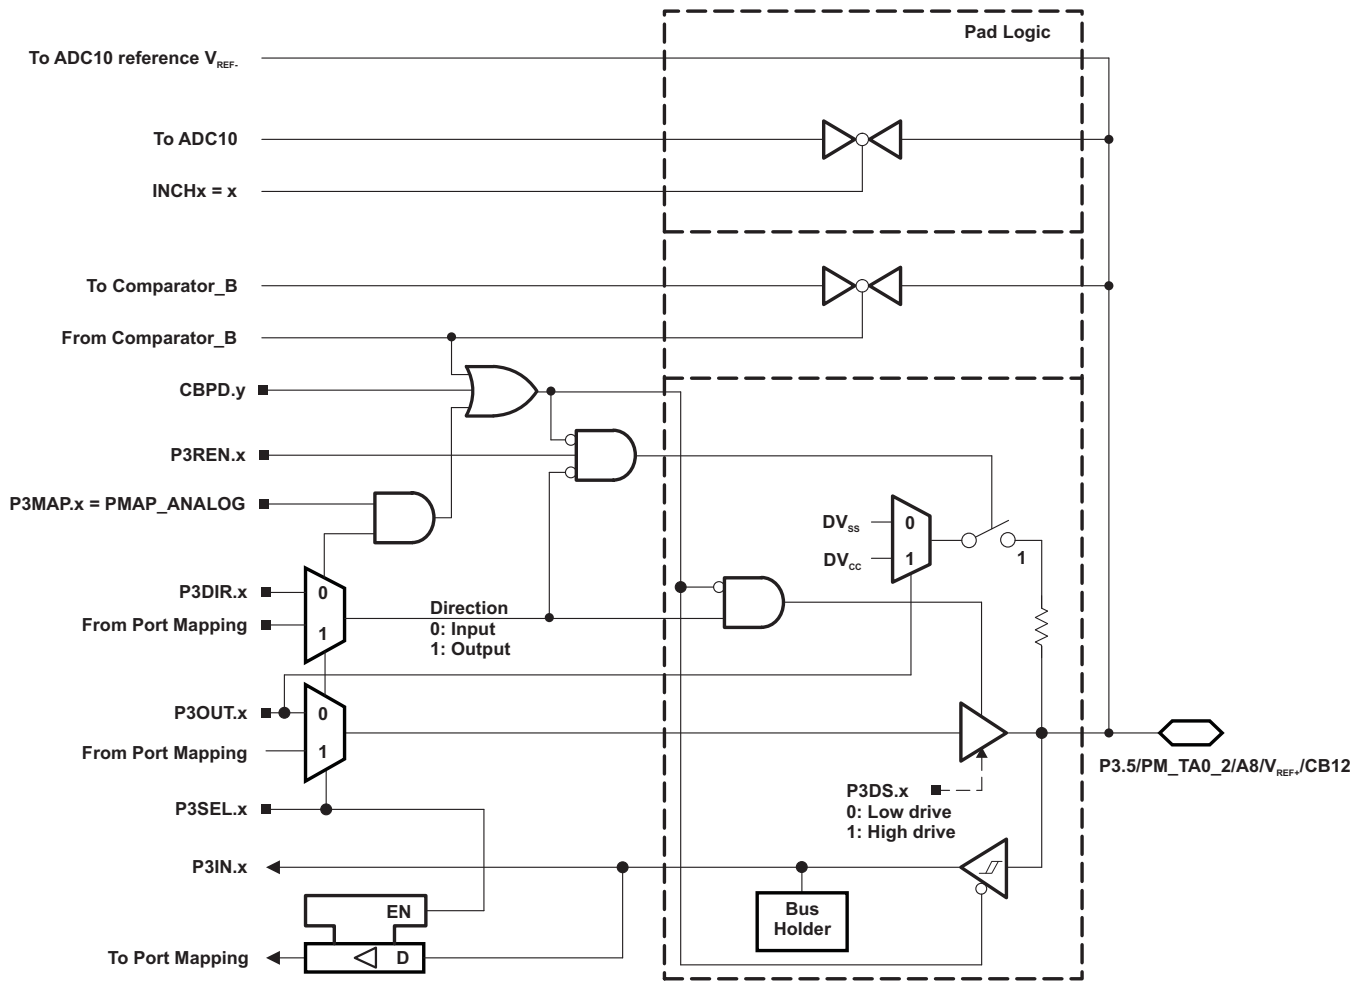 Pad Logic
To ADC10 reference VREF-
To ADC10
INCHx = x
To Comparator_B
From Comparator_B
CBPD.y
P3REN.x
P3MAP.x = PMAP_ANALOG
DVSS
0
DVCC
1
1
P3DIR.x
0
From Port Mapping
1
Direction
0: Input
1: Output
P3OUT.x
0
From Port Mapping
1
P3.5/PM_TA0_2/A8/VREF+/CB12
P3DS.x
0: Low drive
1: High drive
P3SEL.x
P3IN.x
EN
Bus
Holder
To Port Mapping
D